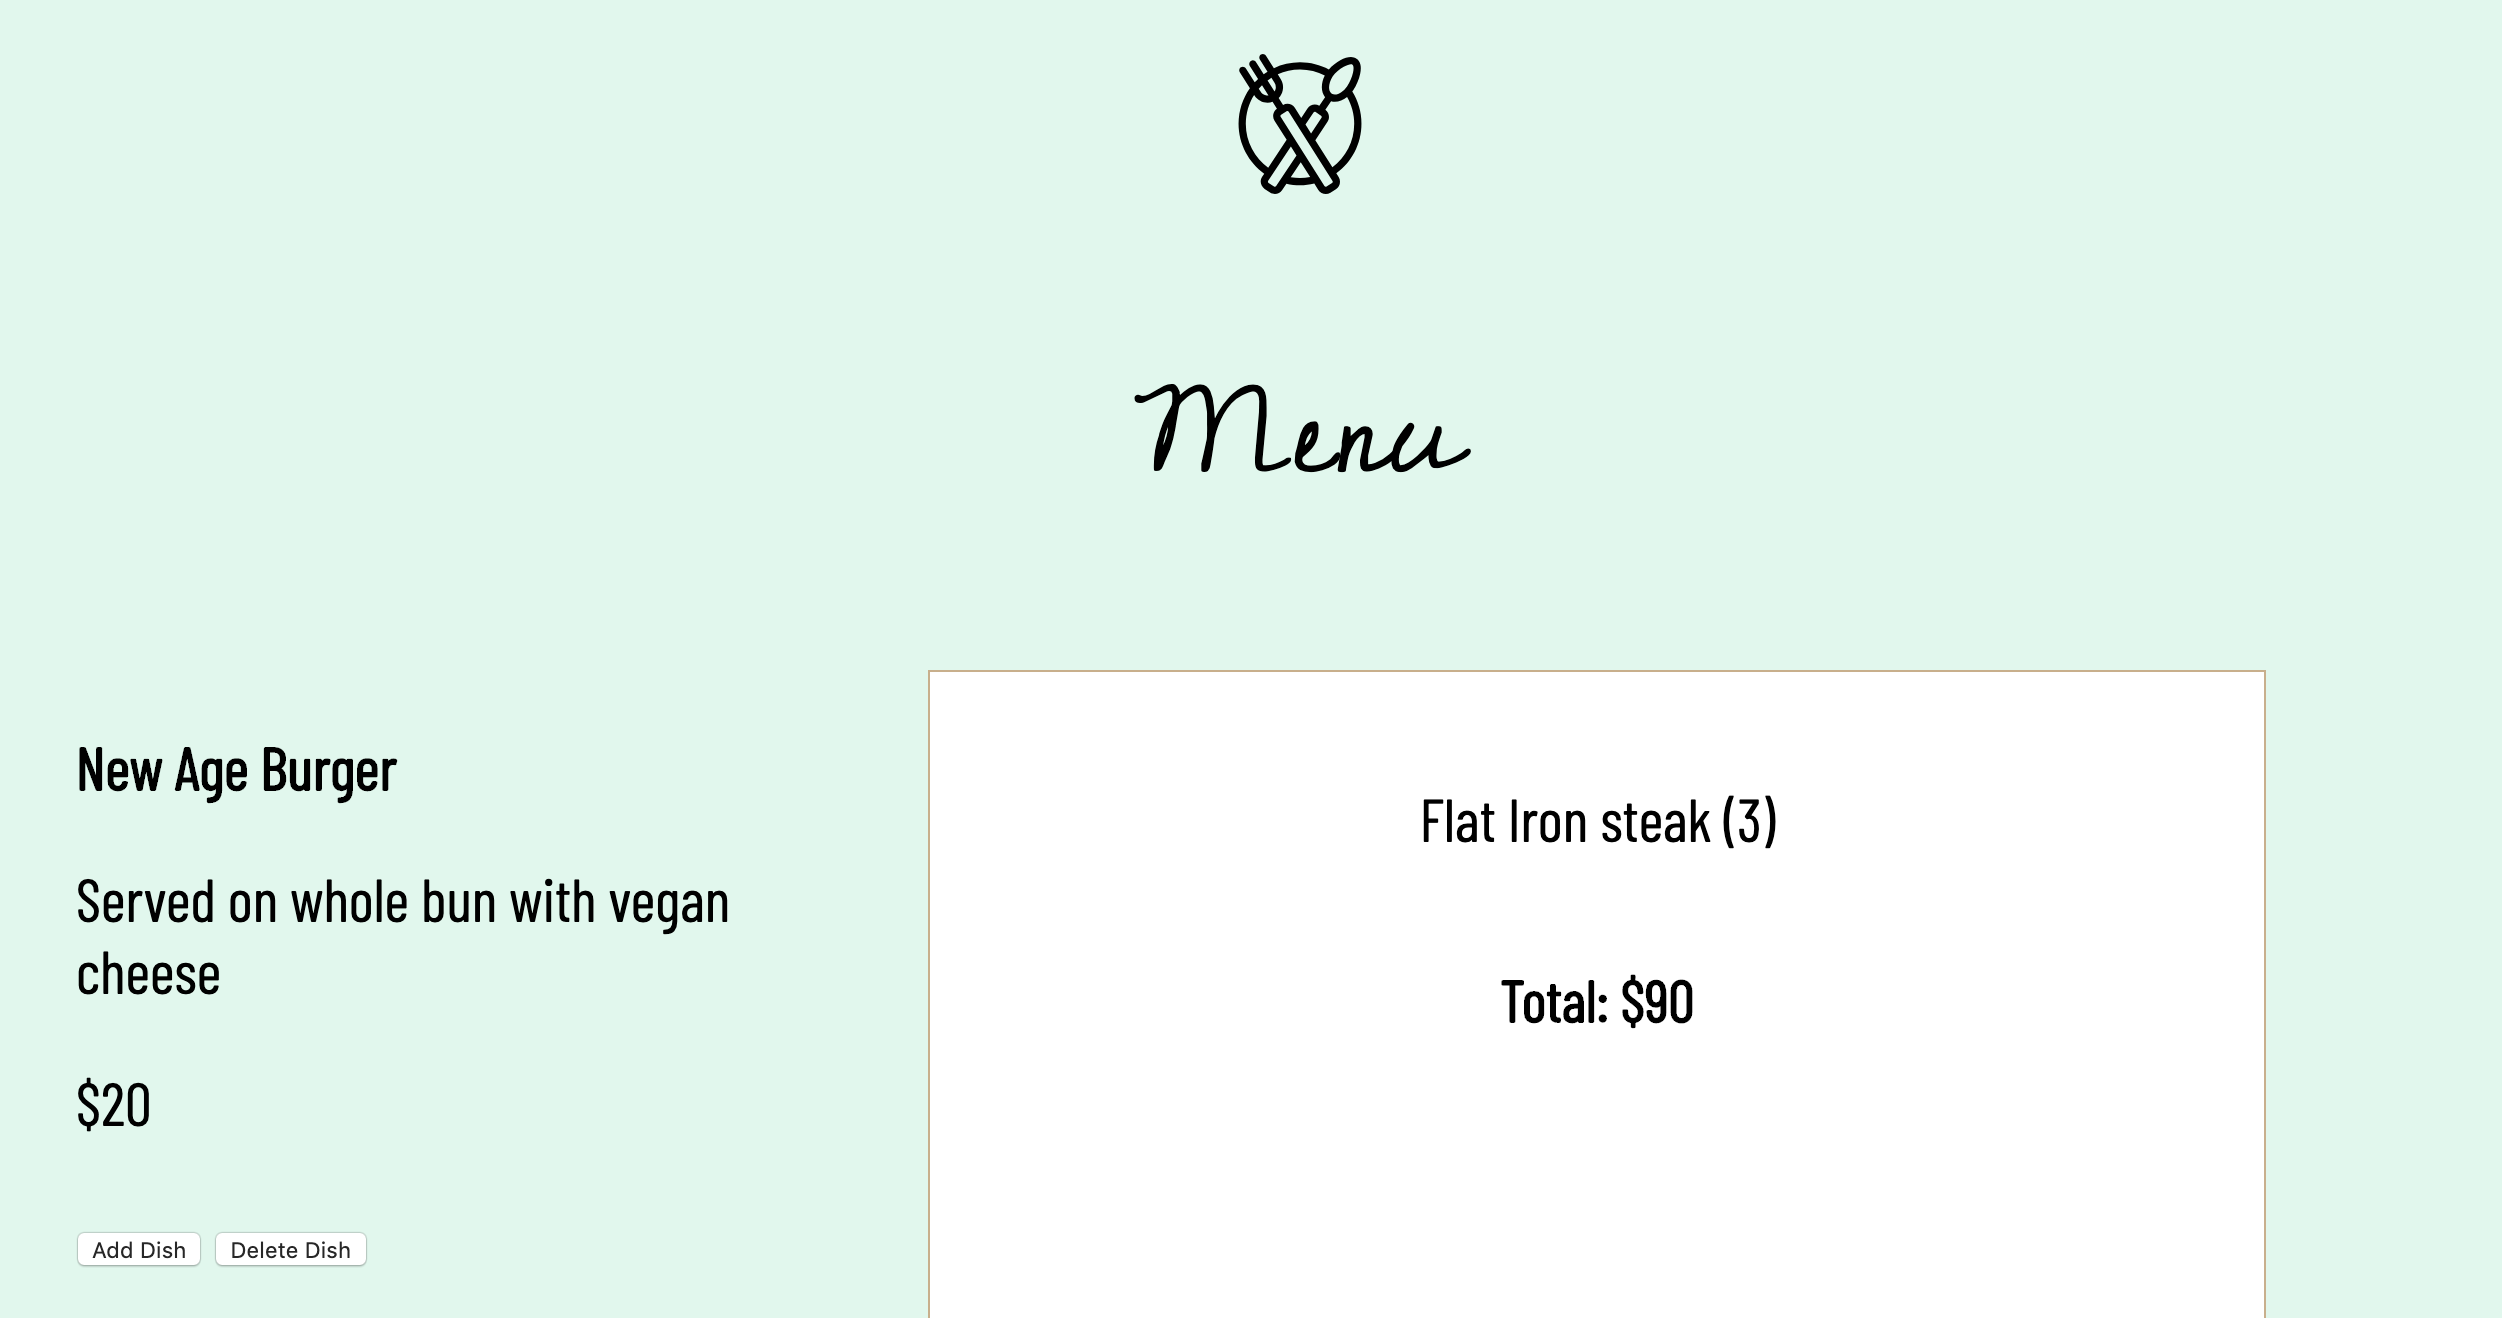 Menu
New Age Burger
Served on whole bun with vegan
cheese
$20
Add Dish Delete Dish
Flat Iron steak (3)
Total: $90